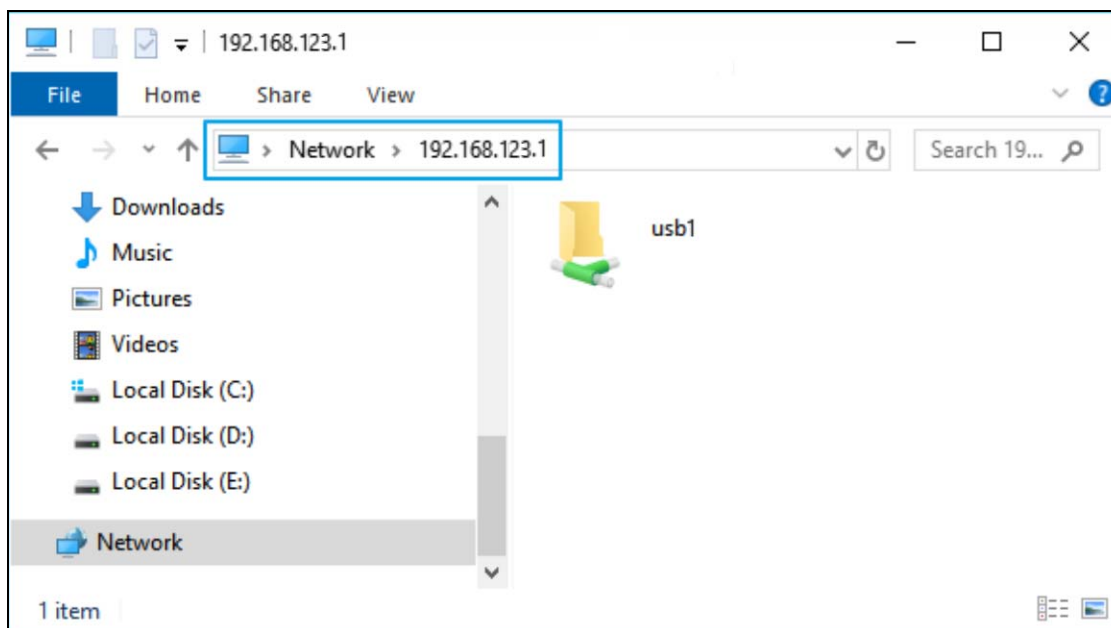 192.168.123.1
File Home Share View
Network > 192.168.123.1
Search 19...
Downloads
Music
Pictures
Videos
Local Disk (C:)
Local Disk (D:)
Local Disk (E:)
Network
usb1
1 item